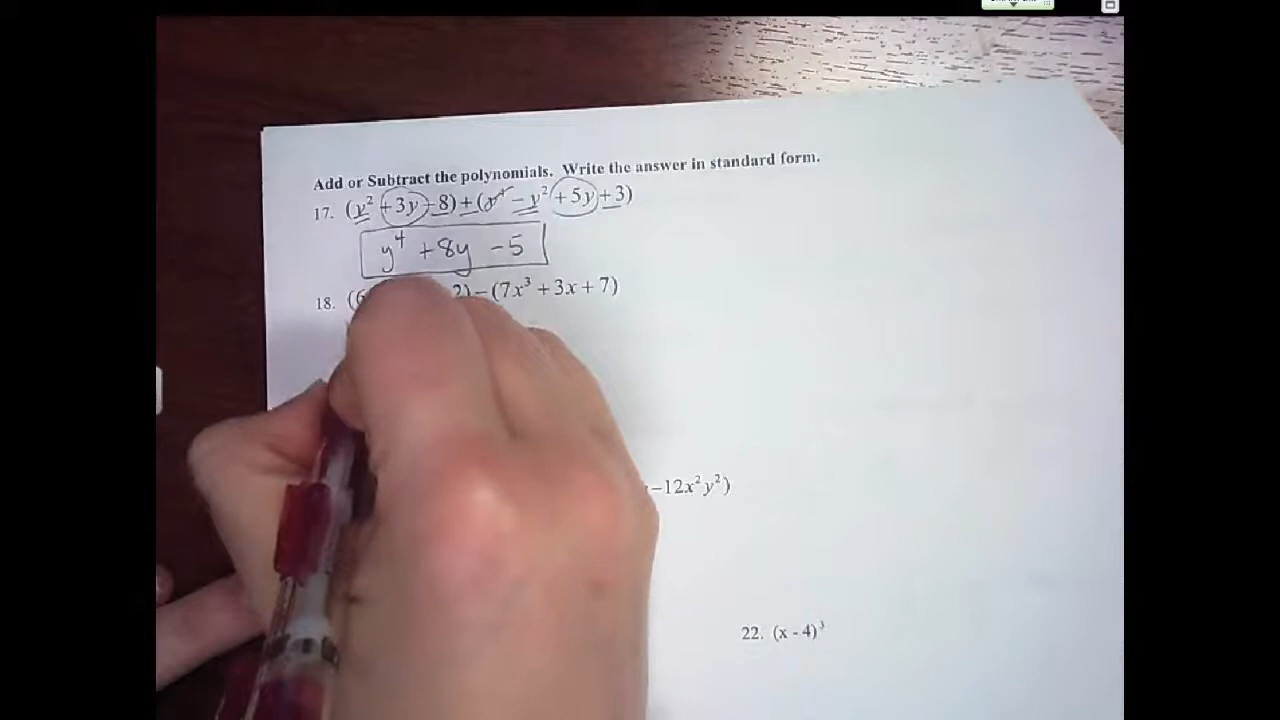 Add or Subtract the polynomials. Write the answer in standard form.
17. (y² +3y−8)+(y⁴ − y² +5y+3)
y⁴ +8y −5
18. (6 2)−(7x³ +3x+7)
−12x²y²)
22. (x - 4)³